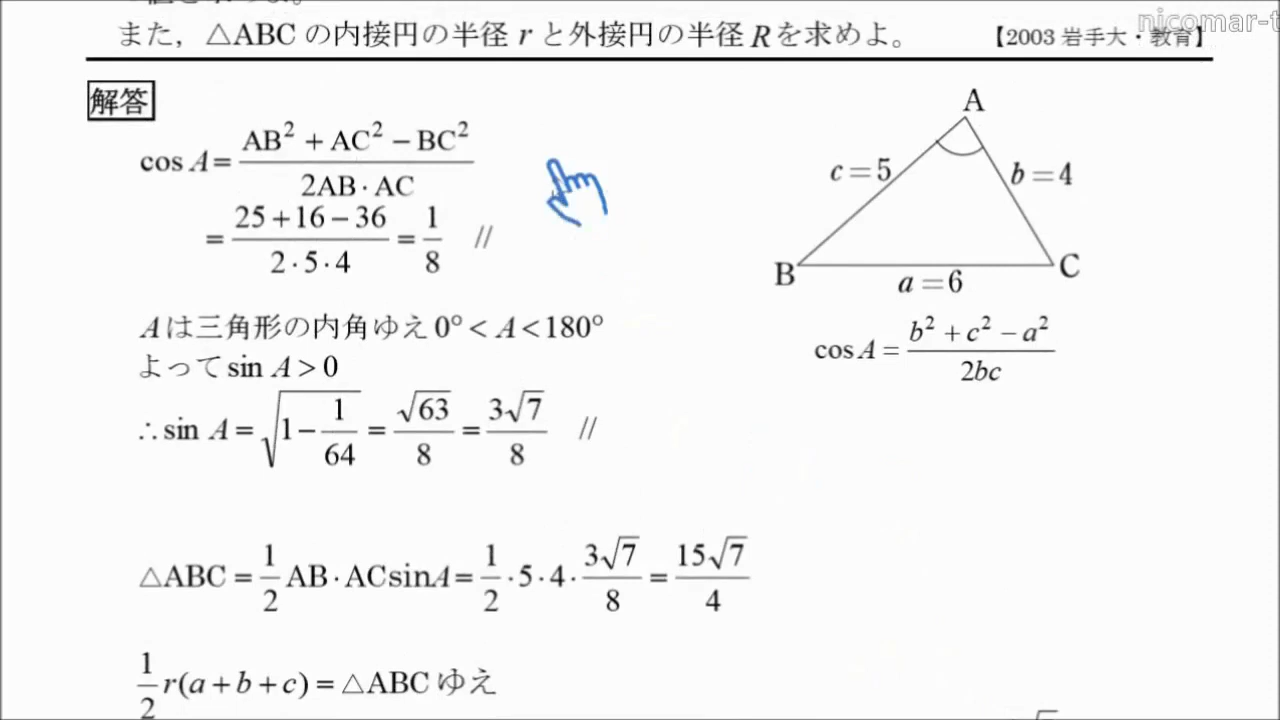 また，△ABC の内接円の半径 r と外接円の半径 R を求めよ。 【2003 岩手大・教育】
nicomar-t
解答
cos A = (AB² + AC² − BC²) / (2AB · AC)
= (25 + 16 − 36) / (2 · 5 · 4) = 1/8 //
A は三角形の内角ゆえ 0° < A < 180°
よって sin A > 0
∴ sin A = √(1 − 1/64) = √63/8 = 3√7/8 //
△ABC = 1/2 AB · ACsinA = 1/2 · 5 · 4 · 3√7/8 = 15√7/4
1/2 r(a + b + c) = △ABC ゆえ
A
c = 5
b = 4
B
C
a = 6
cos A = (b² + c² − a²) / 2bc